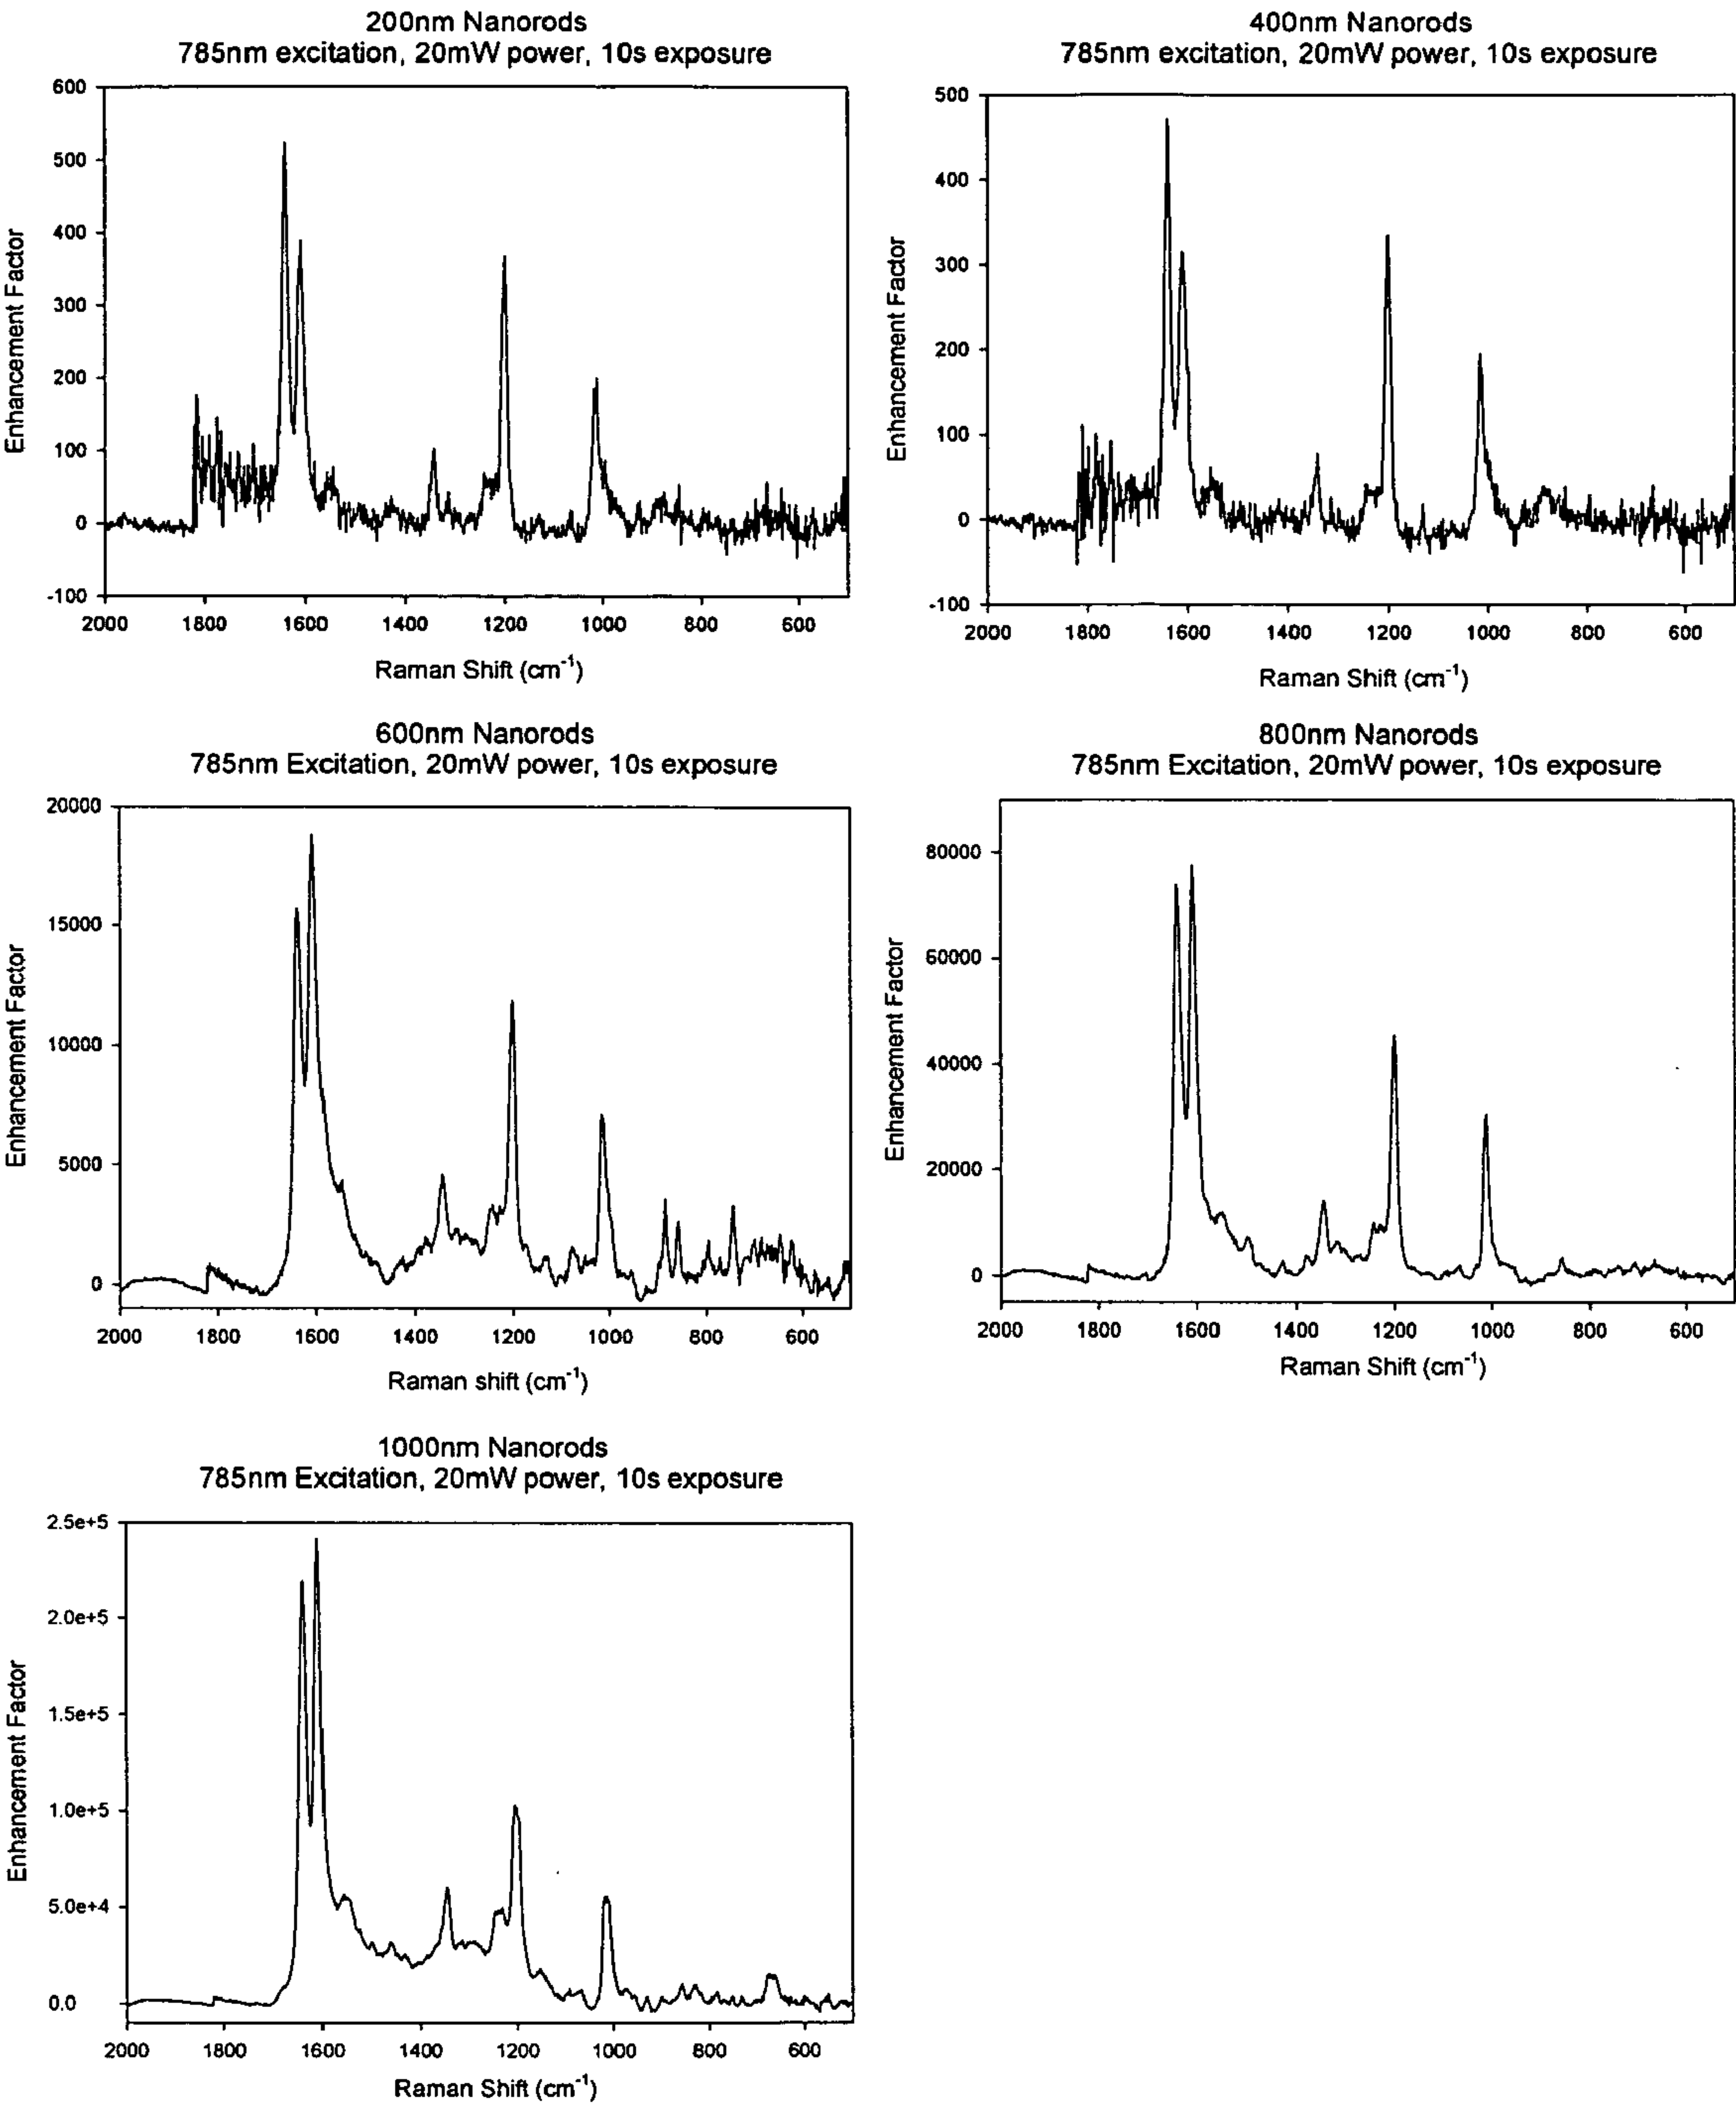 200nm Nanorods
785nm excitation, 20mW power, 10s exposure
600
500
400
300
200
100
0
-100
Enhancement Factor
2000 1800 1600 1400 1200 1000 800 600
Raman Shift (cm⁻¹)
400nm Nanorods
785nm excitation, 20mW power, 10s exposure
500
400
300
200
100
0
-100
Enhancement Factor
2000 1800 1600 1400 1200 1000 800 600
Raman Shift (cm⁻¹)
600nm Nanorods
785nm Excitation, 20mW power, 10s exposure
20000
15000
10000
5000
0
Enhancement Factor
2000 1800 1600 1400 1200 1000 800 600
Raman shift (cm⁻¹)
800nm Nanorods
785nm Excitation, 20mW power, 10s exposure
80000
60000
40000
20000
0
Enhancement Factor
2000 1800 1600 1400 1200 1000 800 600
Raman Shift (cm⁻¹)
1000nm Nanorods
785nm Excitation, 20mW power, 10s exposure
2.5e+5
2.0e+5
1.5e+5
1.0e+5
5.0e+4
0.0
Enhancement Factor
2000 1800 1600 1400 1200 1000 800 600
Raman Shift (cm⁻¹)